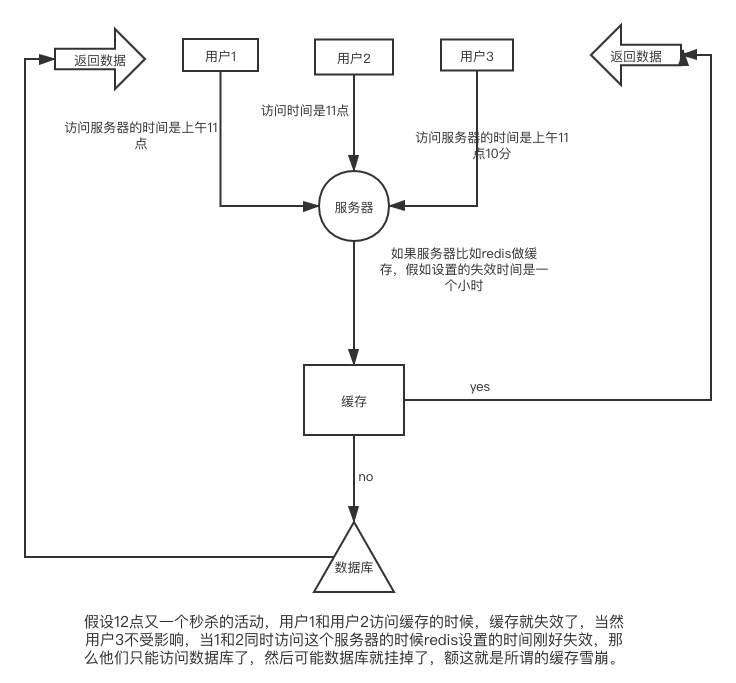 返回数据
用户1
用户2
用户3
返回数据
访问服务器的时间是上午11
点
访问时间是11点
访问服务器的时间是上午11
点10分
服务器
如果服务器比如redis做缓
存，假如设置的失效时间是一
个小时
缓存
yes
no
数据库
假设12点又一个秒杀的活动，用户1和用户2访问缓存的时候，缓存就失效了，当然
用户3不受影响，当1和2同时访问这个服务器的时候redis设置的时间刚好失效，那
么他们只能访问数据库了，然后可能数据库就挂掉了，额这就是所谓的缓存雪崩。